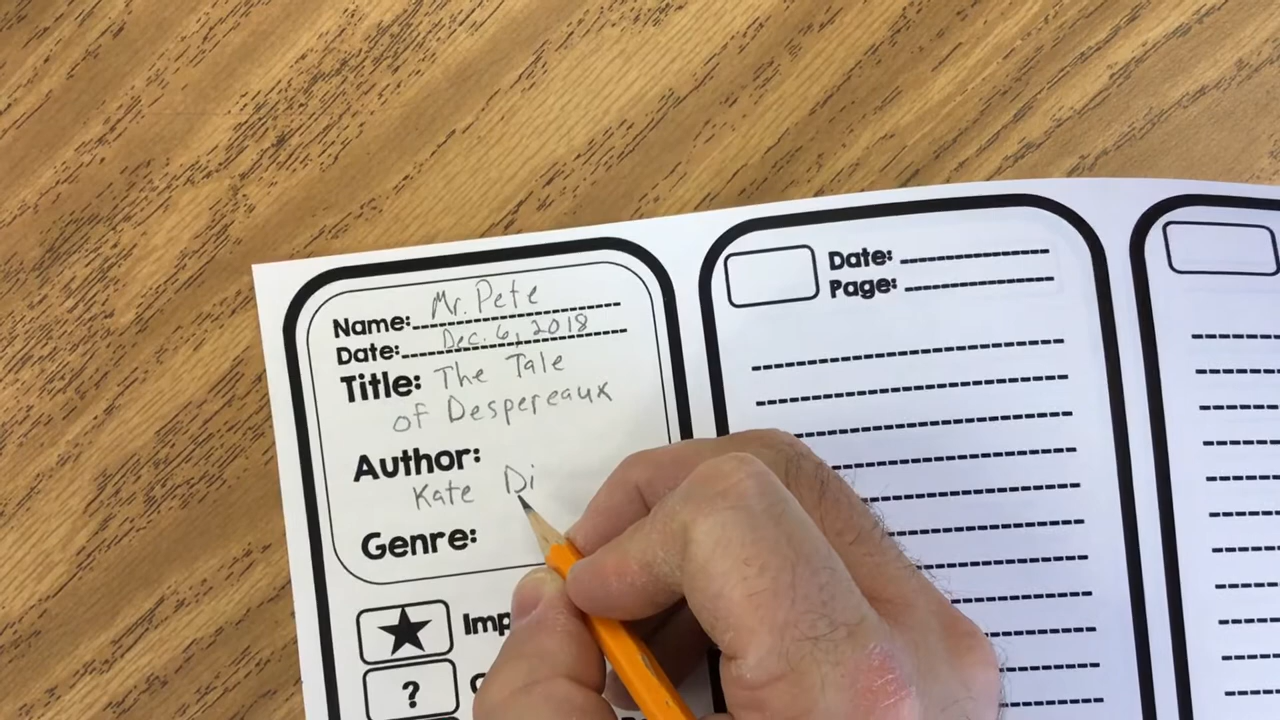 Name: Mr. Pete
Date: Dec. 6, 2018
Title: The Tale
of Despereaux
Author:
Kate Di
Genre:
Imp
?
Date:
Page: